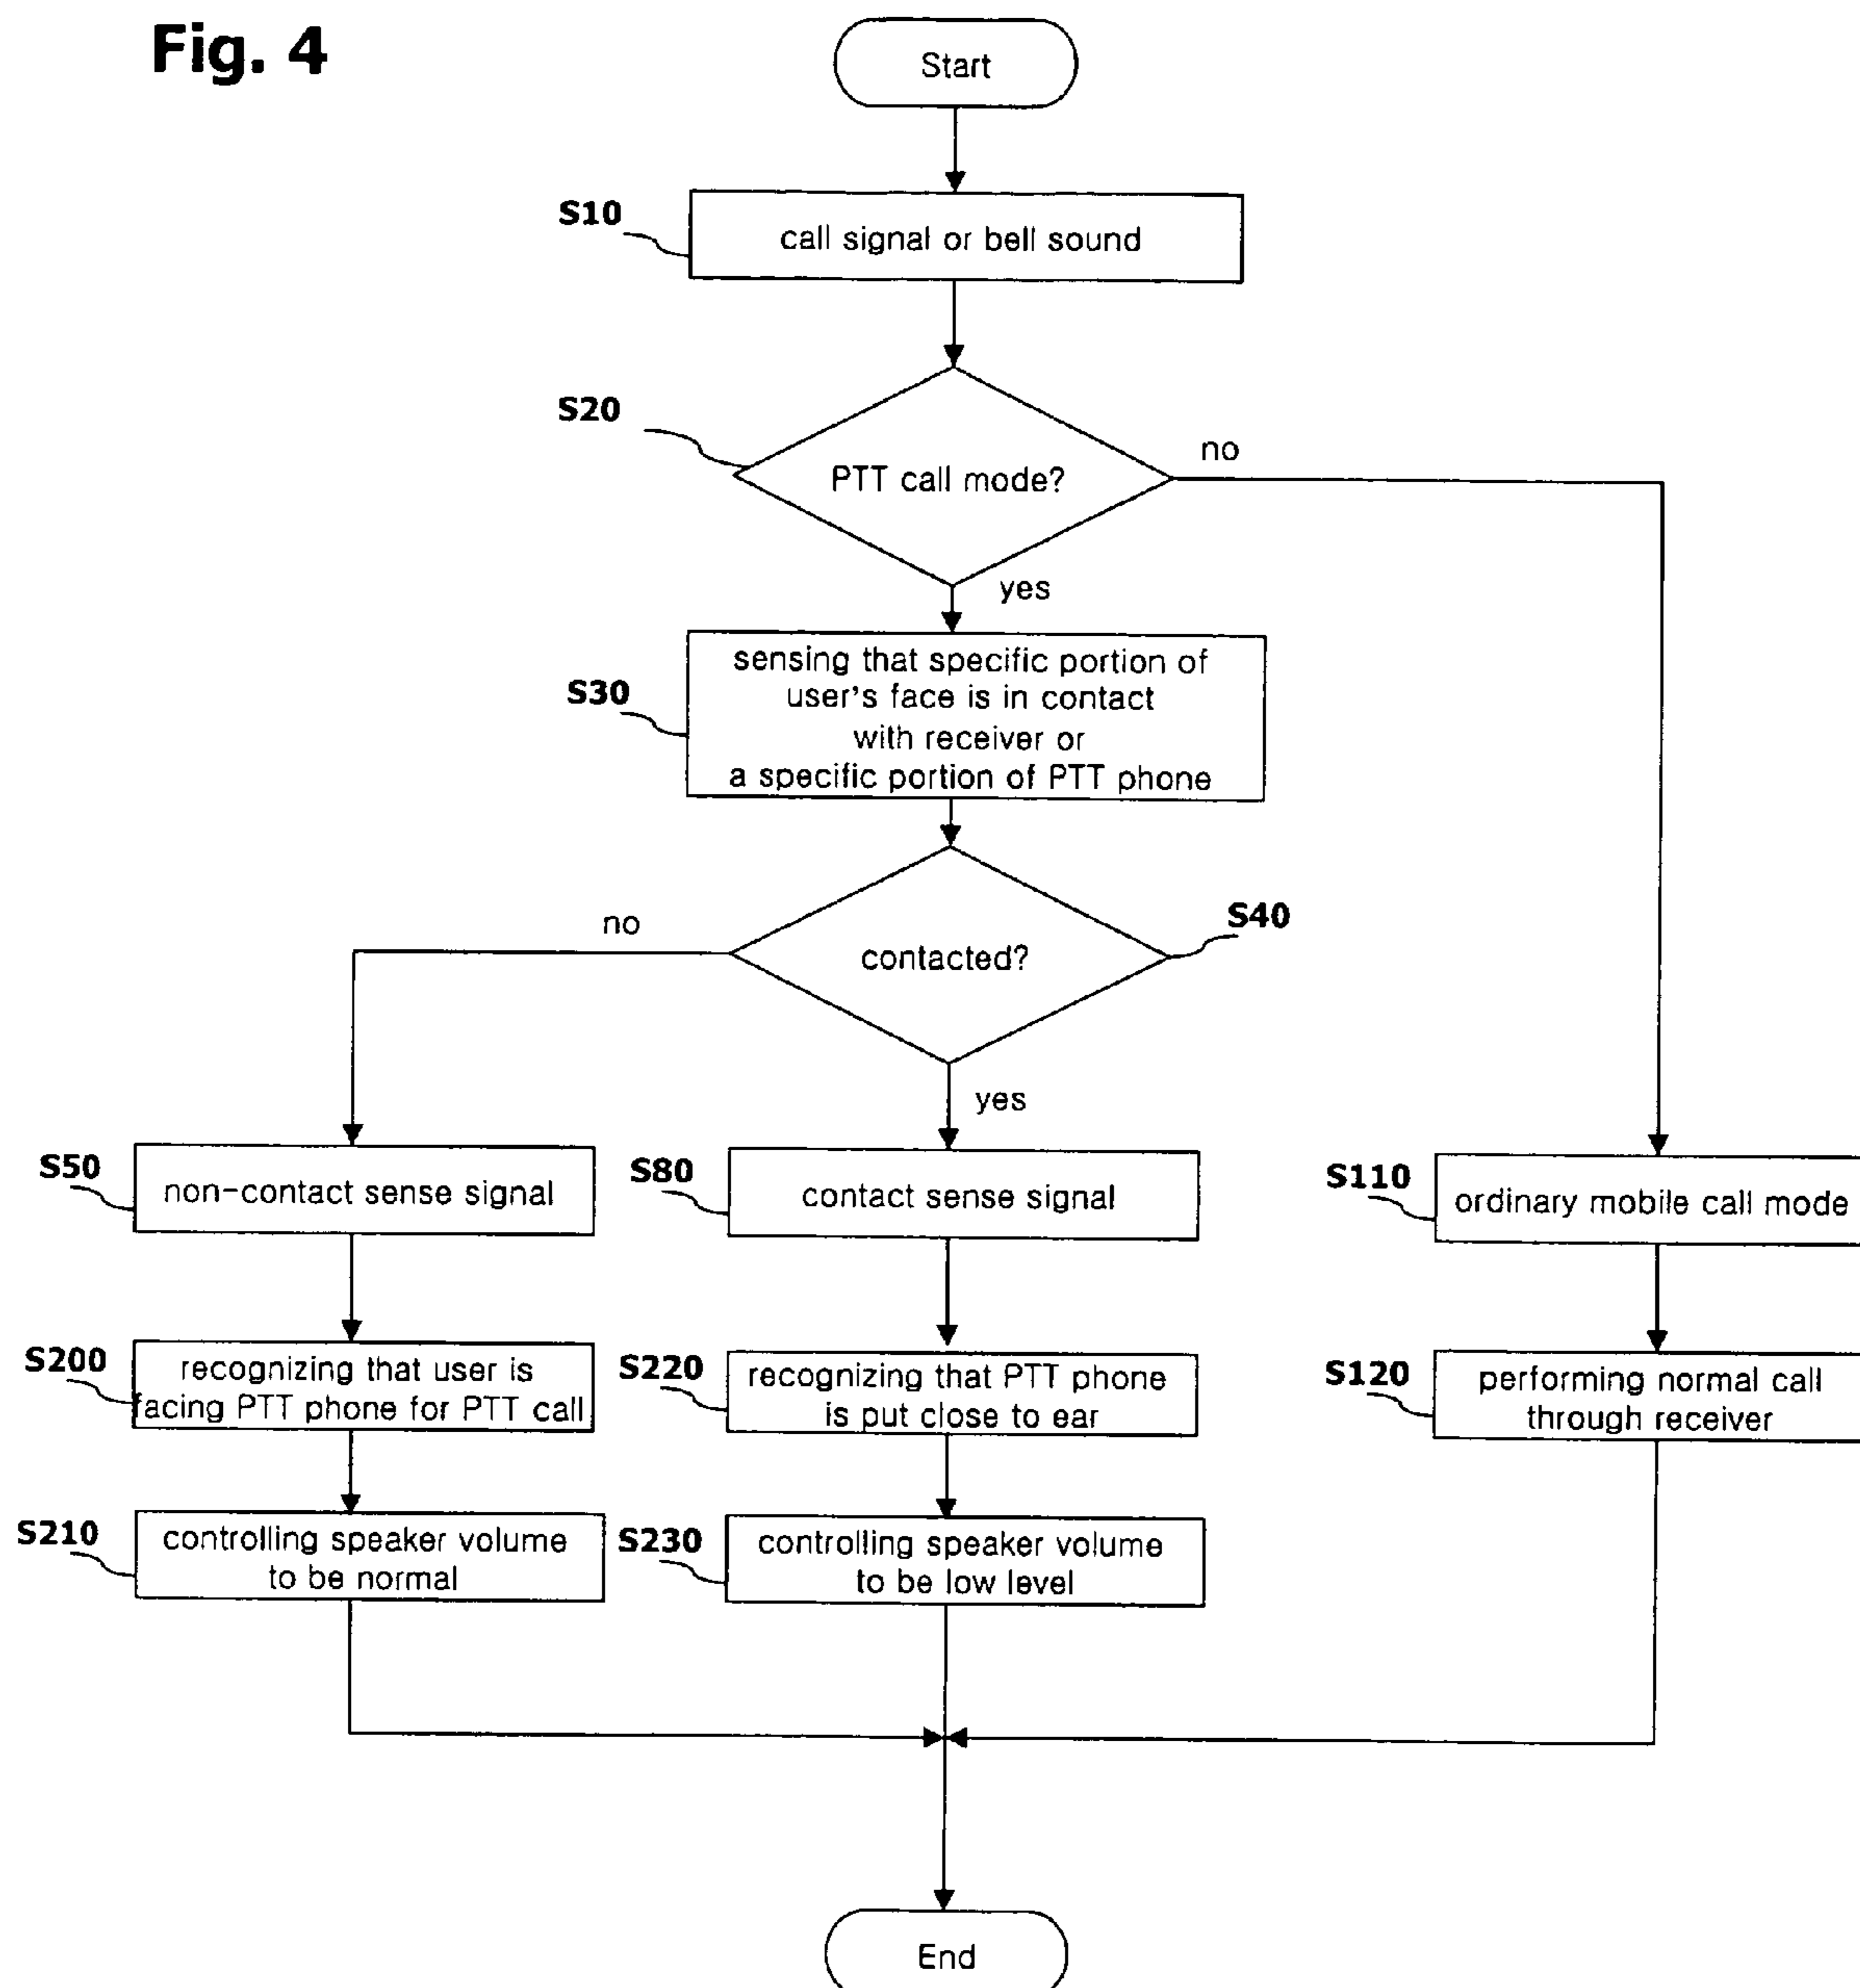 Fig. 4
Start
S10
call signal or bell sound
S20
PTT call mode?
no
yes
S30
sensing that specific portion of
user's face is in contact
with receiver or
a specific portion of PTT phone
S40
contacted?
no
yes
S50
non-contact sense signal
S80
contact sense signal
S110
ordinary mobile call mode
S200
recognizing that user is
facing PTT phone for PTT call
S220
recognizing that PTT phone
is put close to ear
S120
performing normal call
through receiver
S210
controlling speaker volume
to be normal
S230
controlling speaker volume
to be low level
End